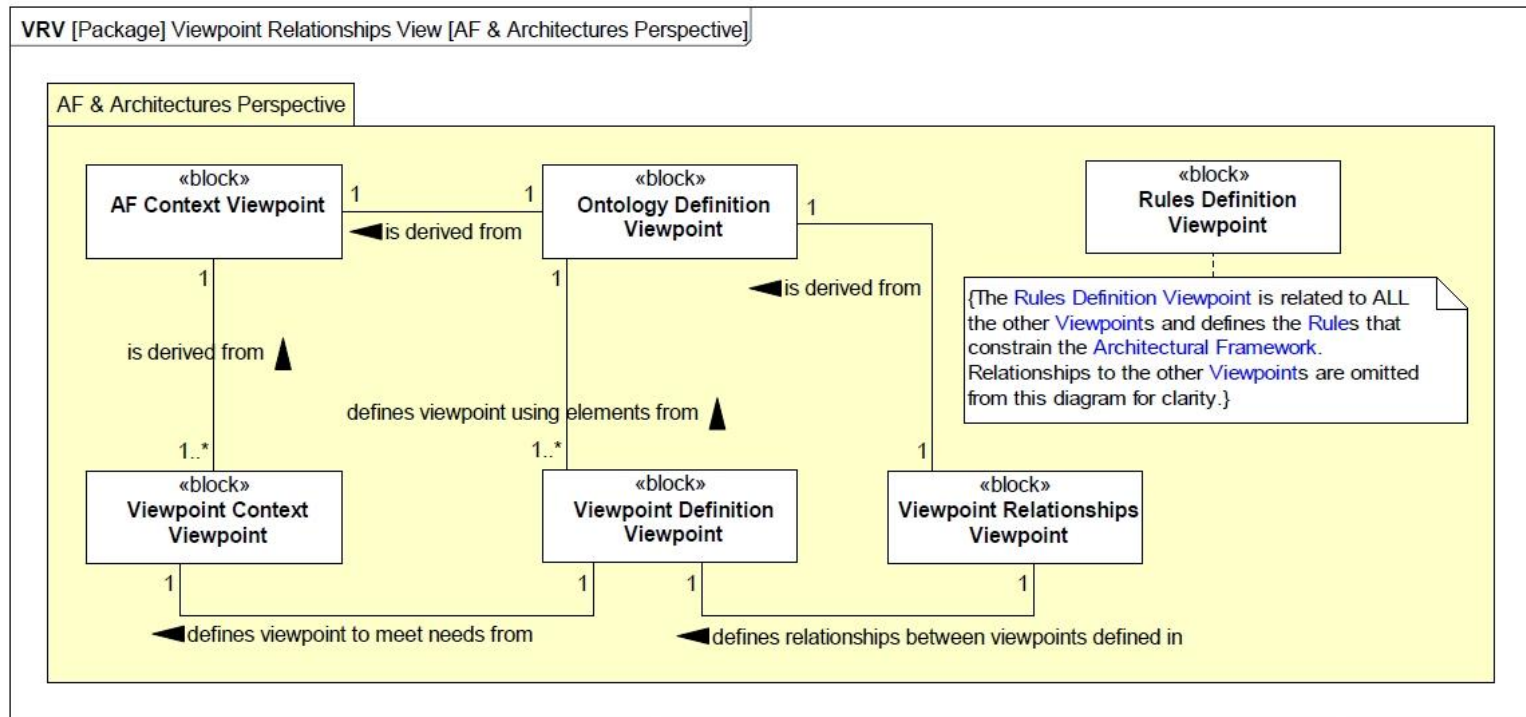 VRV [Package] Viewpoint Relationships View [AF & Architectures Perspective]
AF & Architectures Perspective
«block»
AF Context Viewpoint
1
1
is derived from
«block»
Ontology Definition
Viewpoint
1
is derived from
«block»
Rules Definition
Viewpoint
{The Rules Definition Viewpoint is related to ALL
the other Viewpoints and defines the Rules that
constrain the Architectural Framework.
Relationships to the other Viewpoints are omitted
from this diagram for clarity.}
1
is derived from
1..*
1
defines viewpoint using elements from
1..*
1
«block»
Viewpoint Context
Viewpoint
«block»
Viewpoint Definition
Viewpoint
«block»
Viewpoint Relationships
Viewpoint
1
1
defines viewpoint to meet needs from
1
1
defines relationships between viewpoints defined in